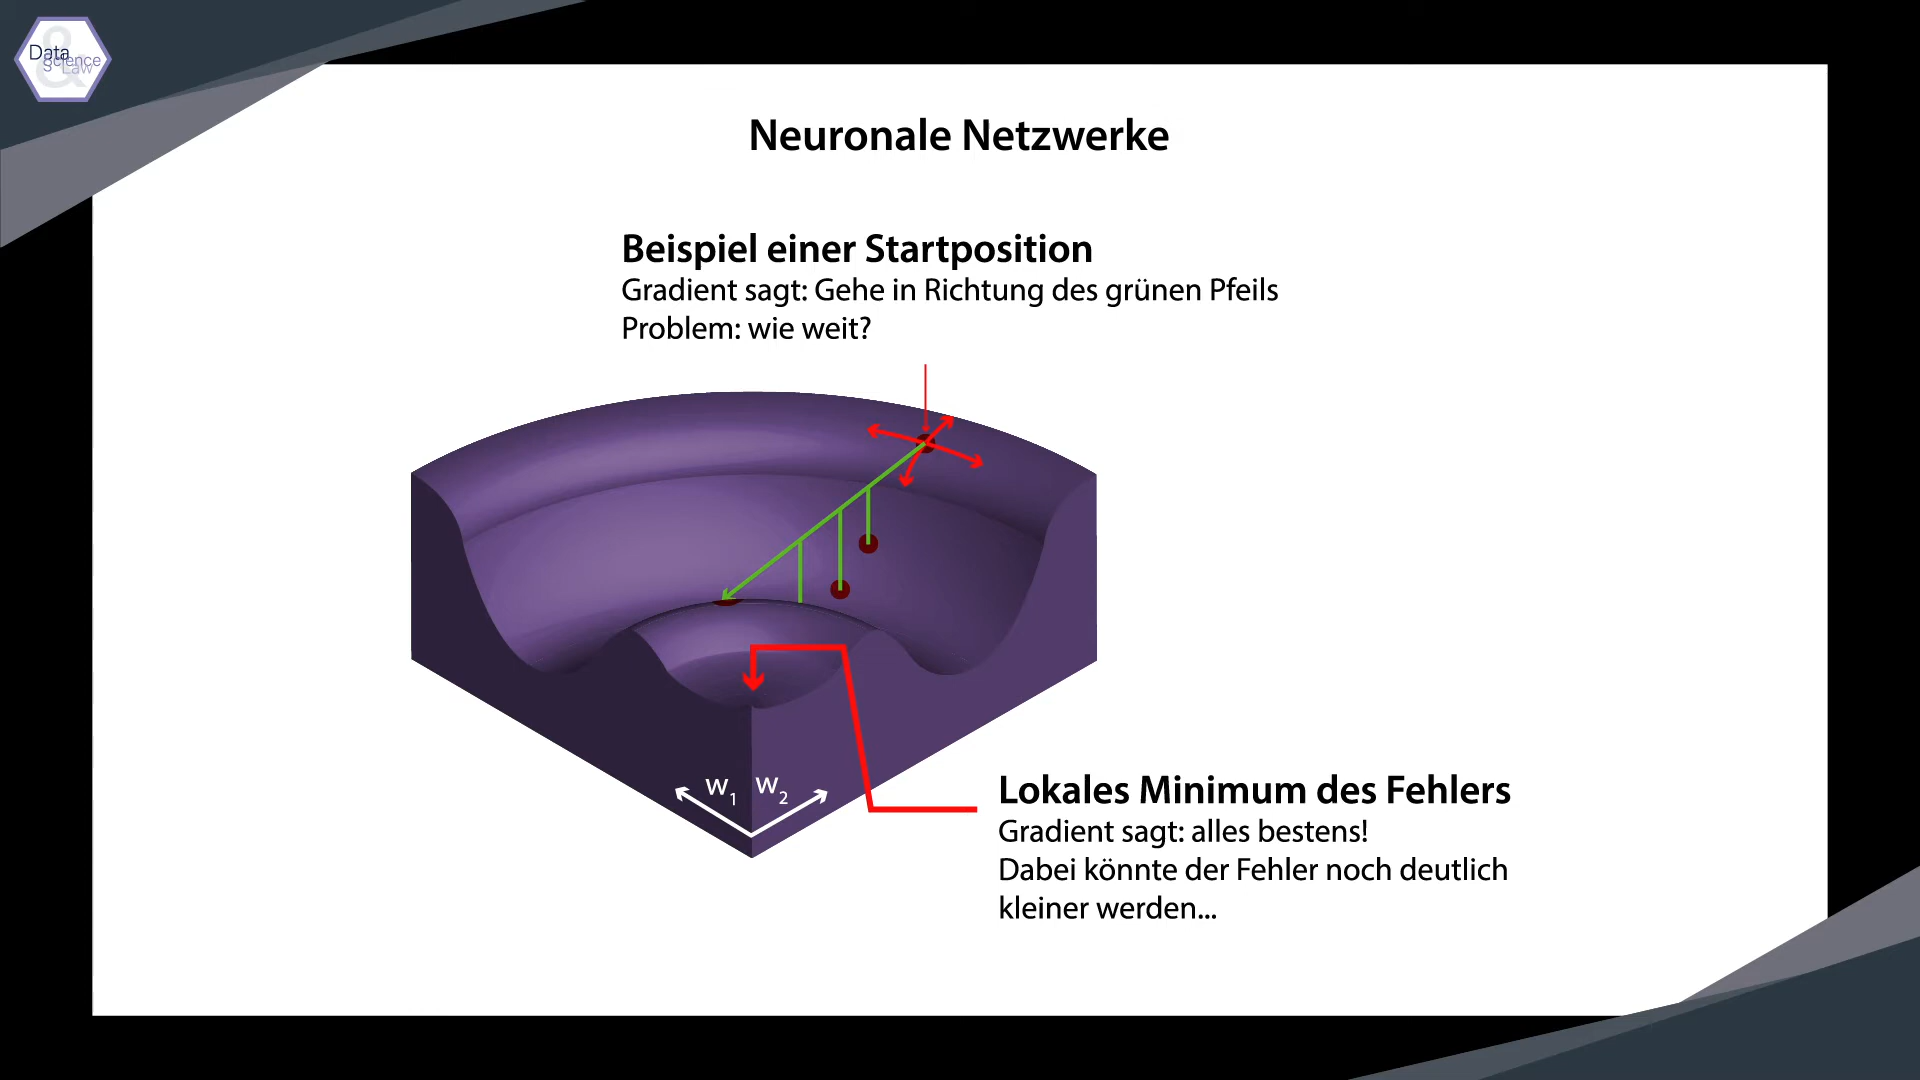 Data
Science
Law
&
Neuronale Netzwerke
Beispiel einer Startposition
Gradient sagt: Gehe in Richtung des grünen Pfeils
Problem: wie weit?
w1 w2
Lokales Minimum des Fehlers
Gradient sagt: alles bestens!
Dabei könnte der Fehler noch deutlich
kleiner werden...